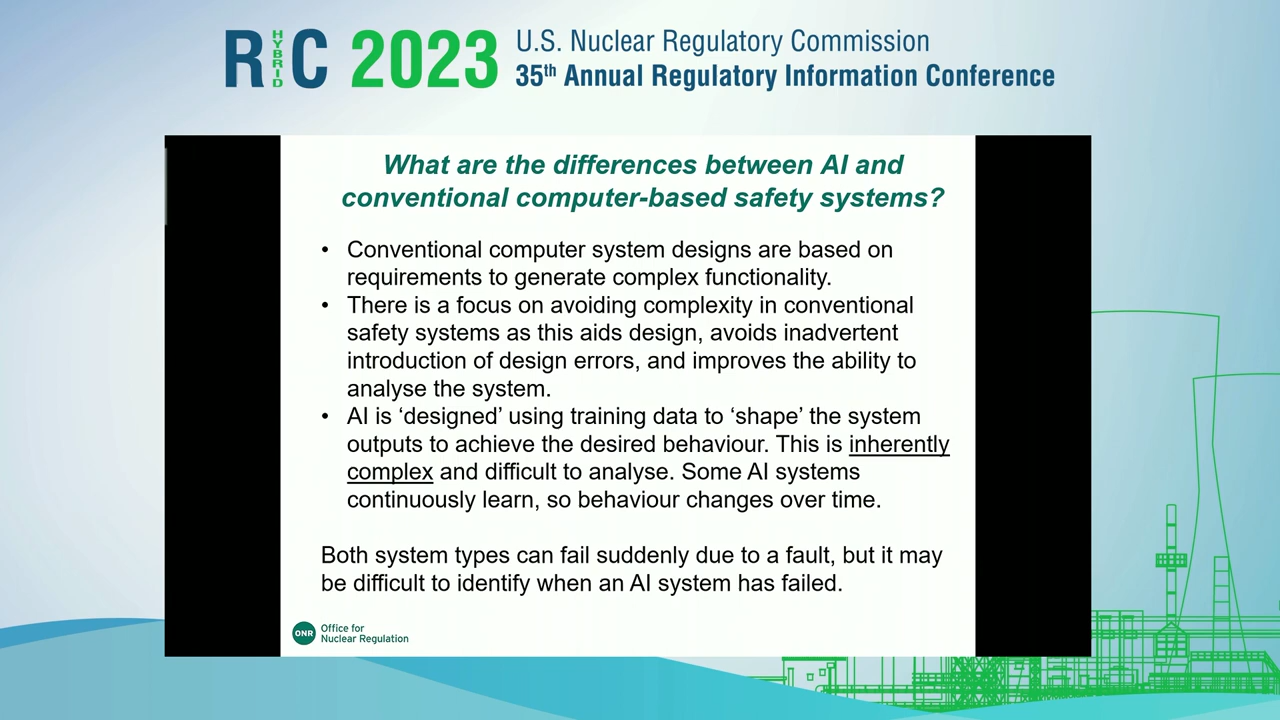 RIC HYBRID 2023
U.S. Nuclear Regulatory Commission
35th Annual Regulatory Information Conference
What are the differences between AI and
conventional computer-based safety systems?
• Conventional computer system designs are based on
requirements to generate complex functionality.
• There is a focus on avoiding complexity in conventional
safety systems as this aids design, avoids inadvertent
introduction of design errors, and improves the ability to
analyse the system.
• AI is ‘designed’ using training data to ‘shape’ the system
outputs to achieve the desired behaviour. This is inherently
complex and difficult to analyse. Some AI systems
continuously learn, so behaviour changes over time.
Both system types can fail suddenly due to a fault, but it may
be difficult to identify when an AI system has failed.
ONR
Office for
Nuclear Regulation